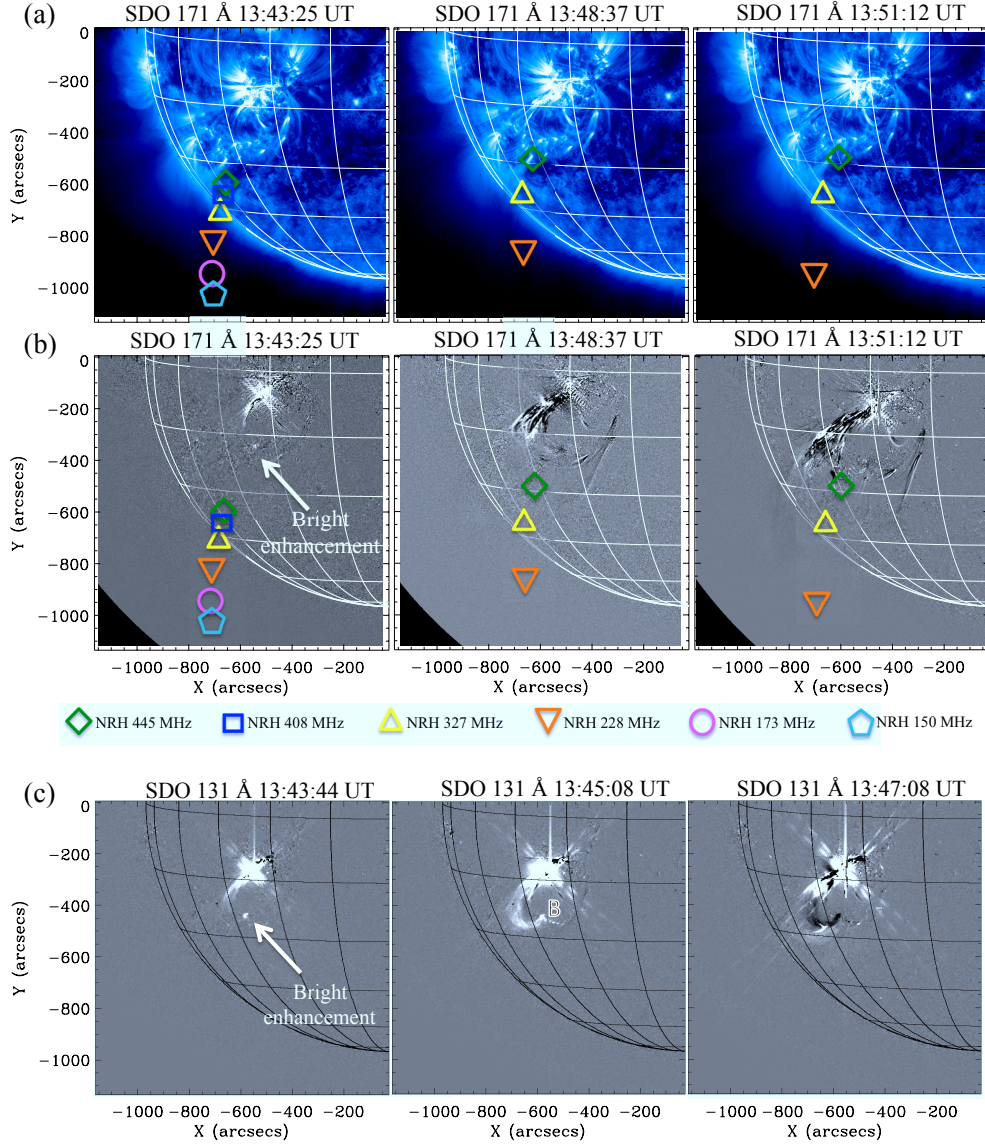 (a)
SDO 171 Å 13:43:25 UT
SDO 171 Å 13:48:37 UT
SDO 171 Å 13:51:12 UT
0
−200
−400
−600
−800
−1000
Y (arcsecs)
(b)
SDO 171 Å 13:43:25 UT
SDO 171 Å 13:48:37 UT
SDO 171 Å 13:51:12 UT
0
−200
−400
−600
−800
−1000
Y (arcsecs)
Bright
enhancement
−1000 −800 −600 −400 −200
−1000 −800 −600 −400 −200
−1000 −800 −600 −400 −200
X (arcsecs)
X (arcsecs)
X (arcsecs)
NRH 445 MHz
NRH 408 MHz
NRH 327 MHz
NRH 228 MHz
NRH 173 MHz
NRH 150 MHz
(c)
SDO 131 Å 13:43:44 UT
SDO 131 Å 13:45:08 UT
SDO 131 Å 13:47:08 UT
0
−200
−400
−600
−800
−1000
Y (arcsecs)
Bright
enhancement
B
−1000 −800 −600 −400 −200
−1000 −800 −600 −400 −200
−1000 −800 −600 −400 −200
X (arcsecs)
X (arcsecs)
X (arcsecs)